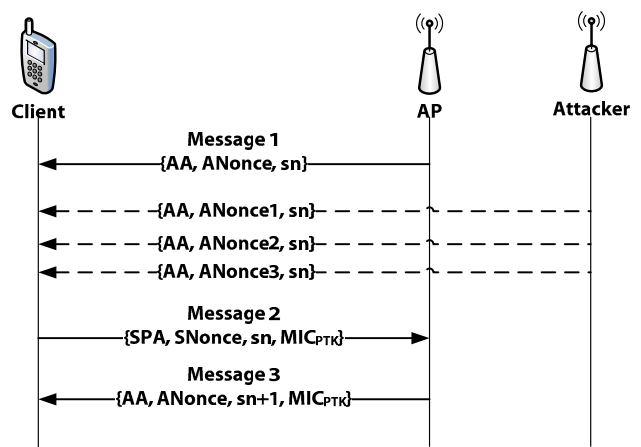 Client
AP
Attacker
Message 1
{AA, ANonce, sn}
{AA, ANonce1, sn}
{AA, ANonce2, sn}
{AA, ANonce3, sn}
Message 2
{SPA, SNonce, sn, MICPTK}
Message 3
{AA, ANonce, sn+1, MICPTK}